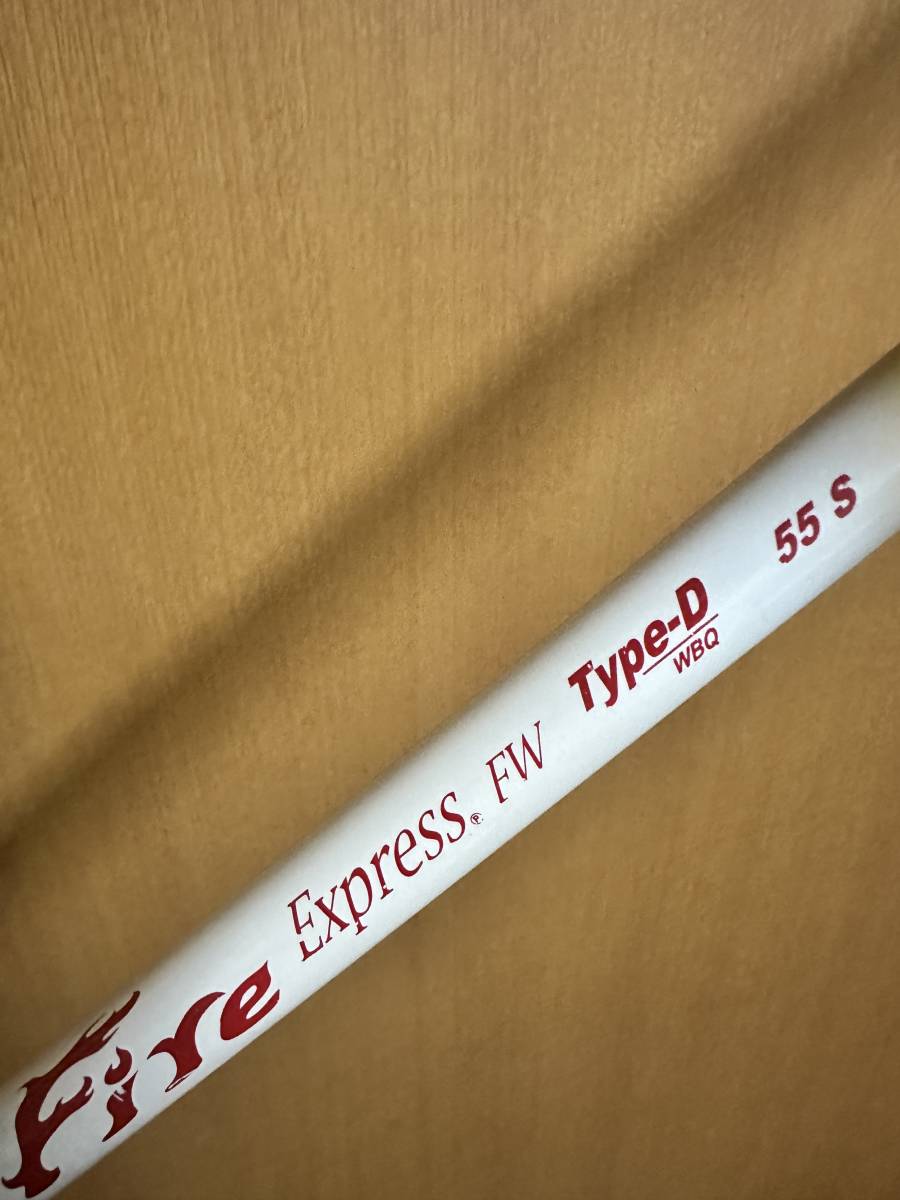 Fire Express® FW Type-D 55 S
WBQ